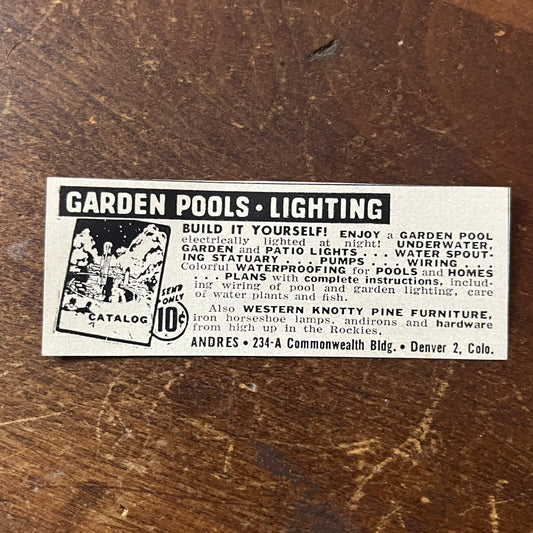 GARDEN POOLS • LIGHTING
BUILD IT YOURSELF! ENJOY a GARDEN POOL
electrically lighted at night! UNDERWATER,
GARDEN and PATIO LIGHTS . . . WATER SPOUT-
ING STATUARY . . . PUMPS . . . WIRING . . .
Colorful WATERPROOFING for POOLS and HOMES
. . . PLANS with complete instructions, includ-
ing wiring of pool and garden lighting, care
of water plants and fish.
Also WESTERN KNOTTY PINE FURNITURE,
iron horseshoe lamps, andirons and hardware
from high up in the Rockies.
ANDRES • 234-A Commonwealth Bldg. • Denver 2, Colo.
CATALOG
SEND
ONLY
10¢